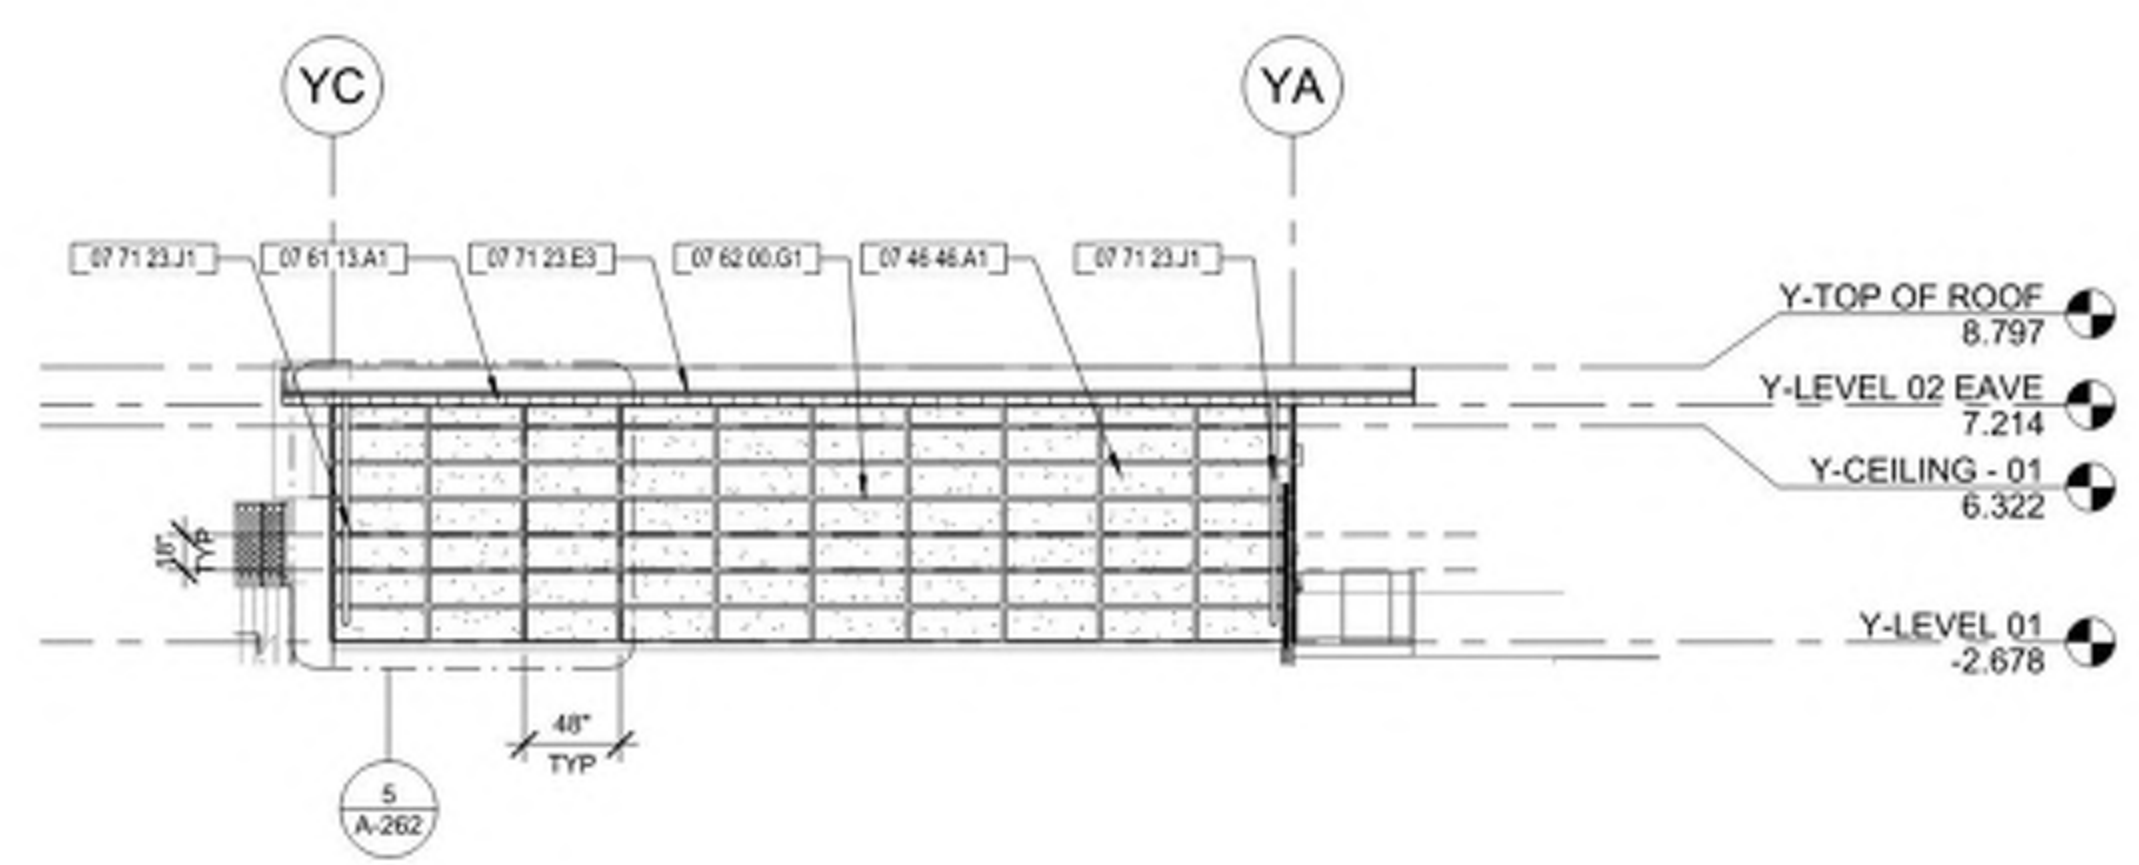 YC
YA
07 71 23.J1
07 61 13.A1
07 71 23.E3
07 62 00.G1
07 46 46.A1
07 71 23.J1
Y-TOP OF ROOF
8.797
Y-LEVEL 02 EAVE
7.214
Y-CEILING - 01
6.322
18"
TYP
Y-LEVEL 01
-2.678
48"
TYP
5
A-262